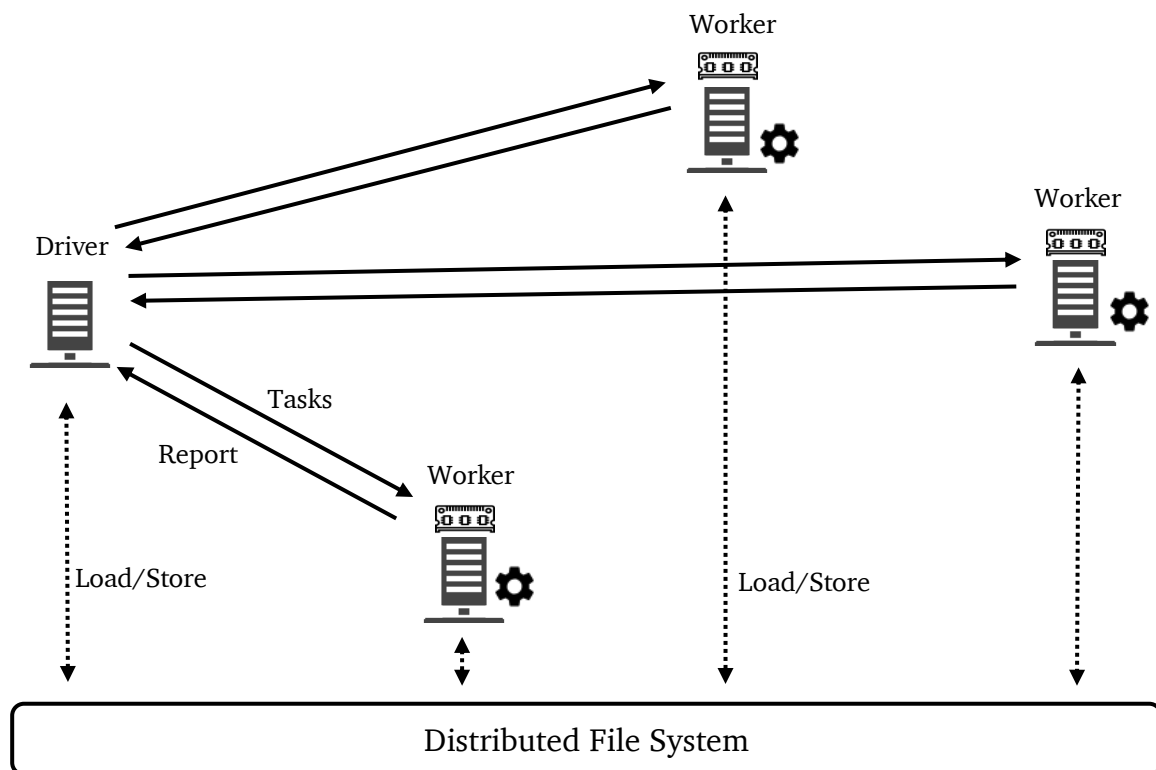 Worker
Worker
Driver
Tasks
Report
Worker
Load/Store
Load/Store
Distributed File System